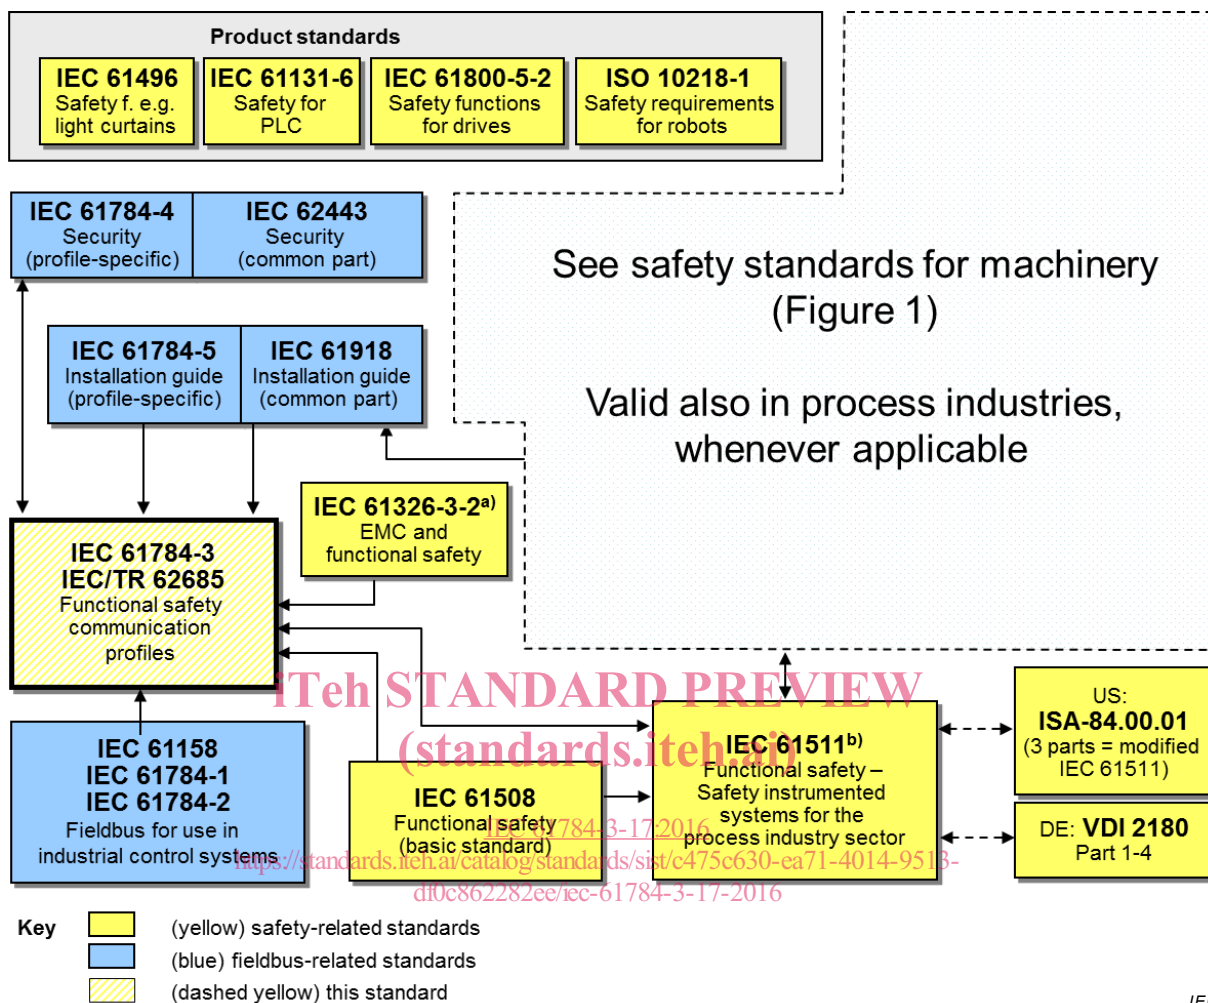 Product standards
IEC 61496
Safety f. e.g.
light curtains
IEC 61131-6
Safety for
PLC
IEC 61800-5-2
Safety functions
for drives
ISO 10218-1
Safety requirements
for robots
IEC 61784-4
Security
(profile-specific)
IEC 62443
Security
(common part)
See safety standards for machinery
(Figure 1)
Valid also in process industries,
whenever applicable
IEC 61784-5
Installation guide
(profile-specific)
IEC 61918
Installation guide
(common part)
IEC 61326-3-2a)
EMC and
functional safety
IEC 61784-3
IEC/TR 62685
Functional safety
communication
profiles
iTeh STANDARD PREVIEW
(standards.iteh.ai)
IEC 61784-3-17:2016
https://standards.iteh.ai/catalog/standards/sist/c475c630-ea71-4014-9513-
df0c862282ee/iec-61784-3-17-2016
IEC 61158
IEC 61784-1
IEC 61784-2
Fieldbus for use in
industrial control systems
IEC 61508
Functional safety
(basic standard)
IEC 61511b)
Functional safety –
Safety instrumented
systems for the
process industry sector
US:
ISA-84.00.01
(3 parts = modified
IEC 61511)
DE: VDI 2180
Part 1-4
Key
(yellow) safety-related standards
(blue) fieldbus-related standards
(dashed yellow) this standard